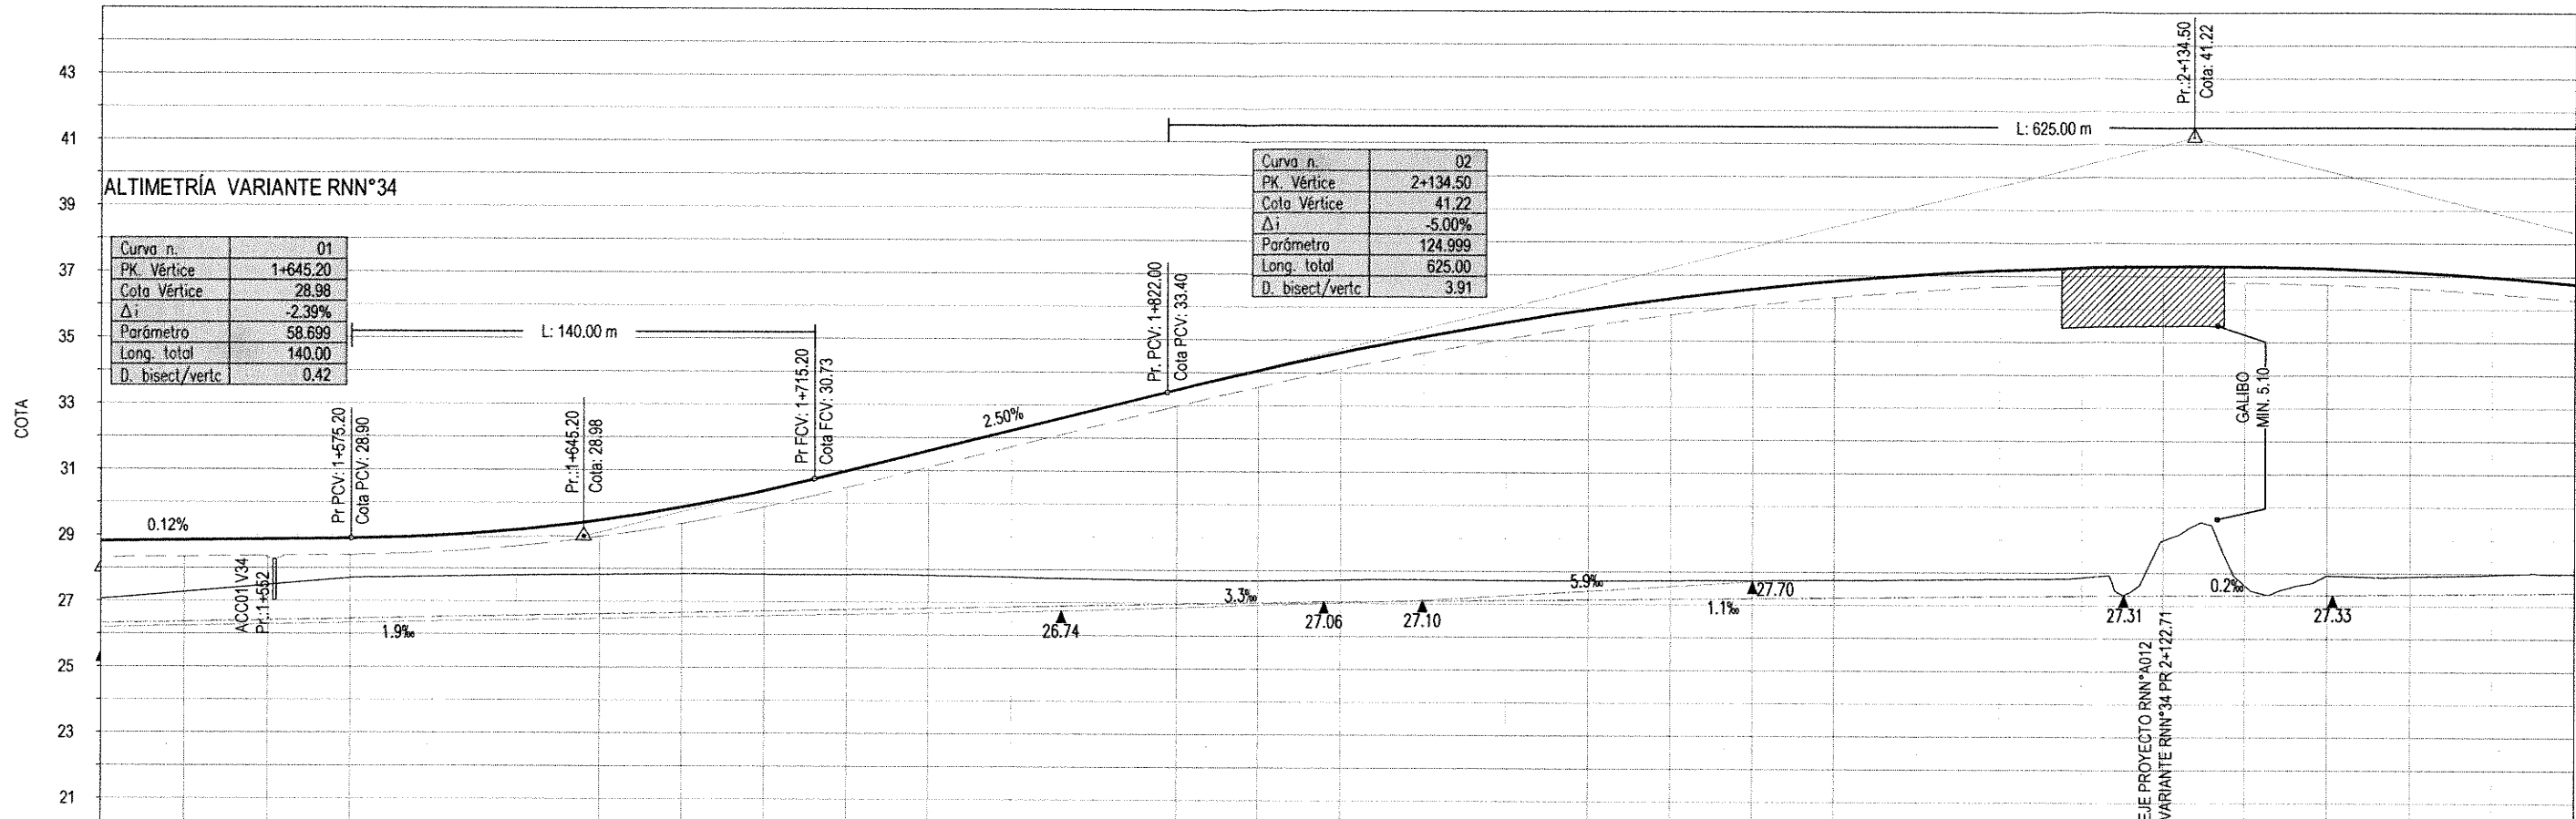 COTA
43
41
39
37
35
33
31
29
27
25
23
21
ALTIMETRÍA VARIANTE RNN°34
Curva n. 01
PK. Vértice 1+645.20
Cota Vértice 28.98
Δi -2.39%
Parámetro 58.699
Long. total 140.00
D. bisect/vertc 0.42
L: 140.00 m
Pr PCV: 1+575.20
Cota PCV: 28.90
Pr.:1+645.20
Cota: 28.98
Pr FCV: 1+715.20
Cota FCV: 30.73
0.12%
2.50%
ACC01 V34
Pr.:1+552
Pr. PCV: 1+822.00
Cota PCV: 33.40
Curva n. 02
PK. Vértice 2+134.50
Cota Vértice 41.22
Δi -5.00%
Parámetro 124.999
Long. total 625.00
D. bisect/vertc 3.91
L: 625.00 m
Pr.:2+134.50
Cota: 41.22
GALIBO
MIN. 5.10
1.9‰
26.74
3.3‰
27.06
27.10
5.9‰
1.1‰
27.70
27.31
0.2‰
27.33
EJE PROYECTO RNN°A012
VARIANTE RNN°34 PR 2+122.71